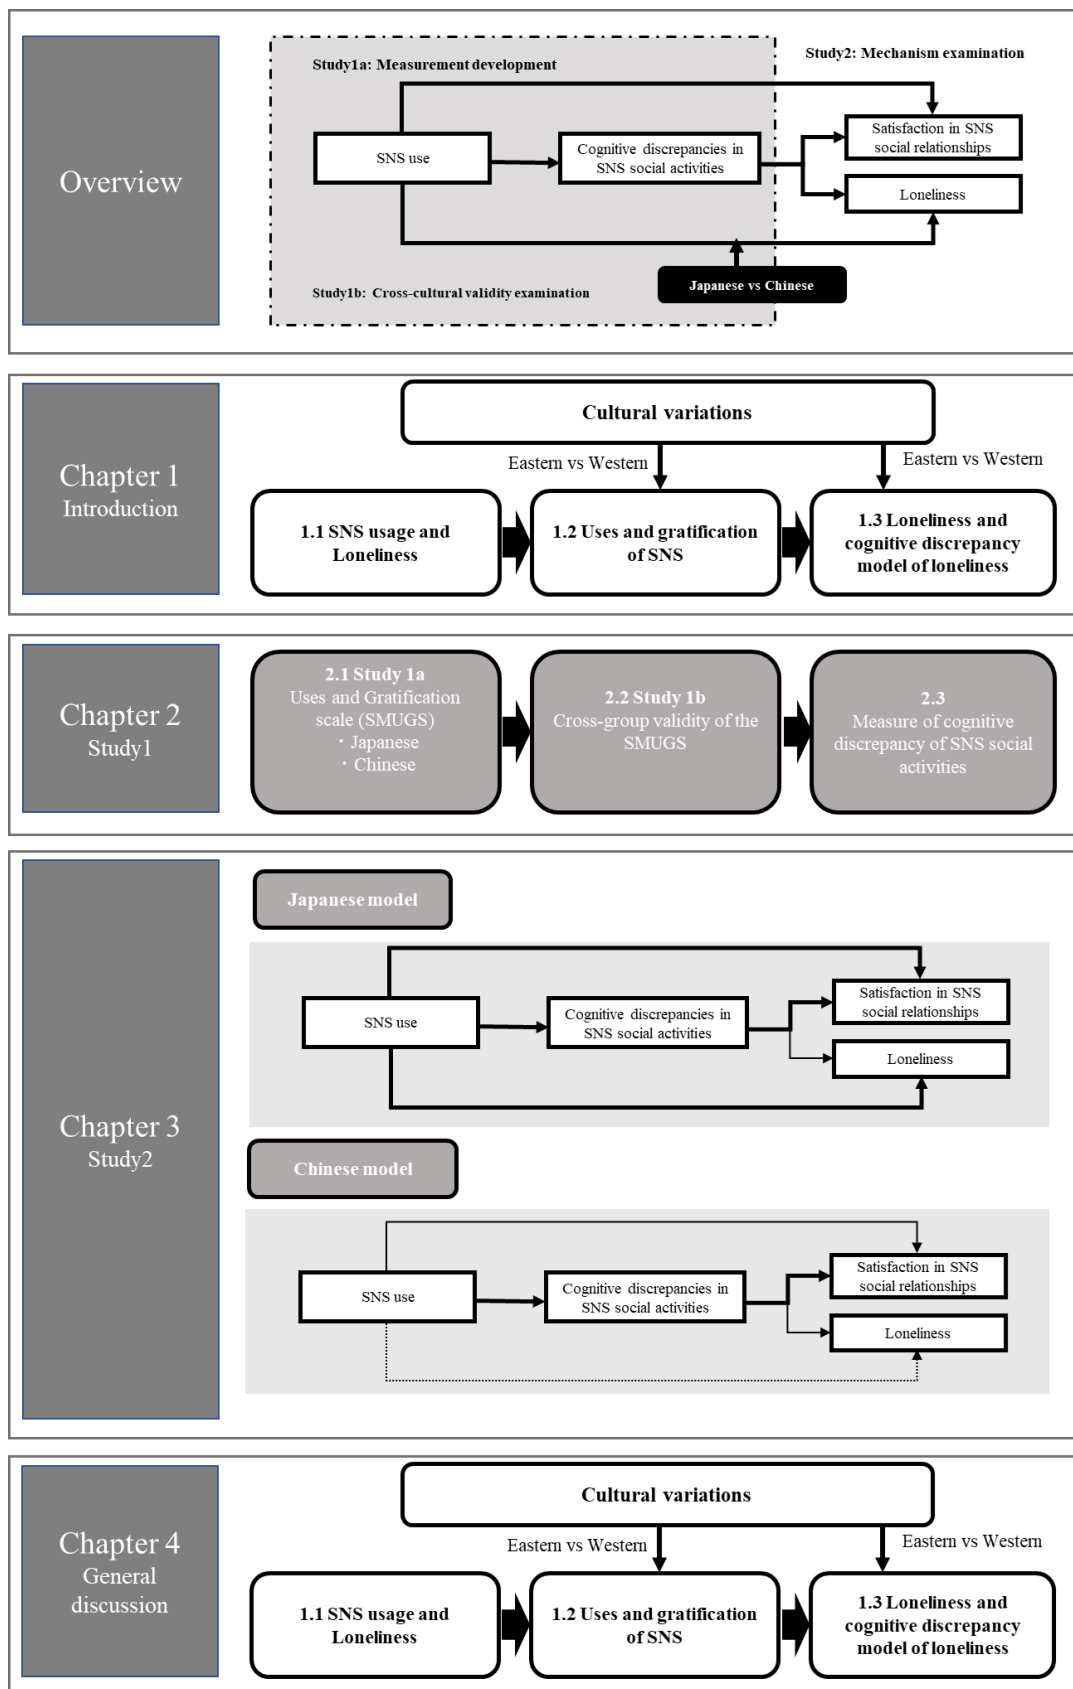 Overview
Study1a: Measurement development
Study2: Mechanism examination
SNS use
Cognitive discrepancies in
SNS social activities
Satisfaction in SNS
social relationships
Loneliness
Study1b:  Cross-cultural validity examination
Japanese vs Chinese
Chapter 1
Introduction
Cultural variations
Eastern vs Western
Eastern vs Western
1.1 SNS usage and
Loneliness
1.2 Uses and gratification
of SNS
1.3 Loneliness and
cognitive discrepancy
model of loneliness
Chapter 2
Study1
2.1 Study 1a
Uses and Gratification
scale (SMUGS)
・Japanese
・Chinese
2.2 Study 1b
Cross-group validity of the
SMUGS
2.3
Measure of cognitive
discrepancy of SNS social
activities
Chapter 3
Study2
Japanese model
SNS use
Cognitive discrepancies in
SNS social activities
Satisfaction in SNS
social relationships
Loneliness
Chinese model
SNS use
Cognitive discrepancies in
SNS social activities
Satisfaction in SNS
social relationships
Loneliness
Chapter 4
General
discussion
Cultural variations
Eastern vs Western
Eastern vs Western
1.1 SNS usage and
Loneliness
1.2 Uses and gratification
of SNS
1.3 Loneliness and
cognitive discrepancy
model of loneliness